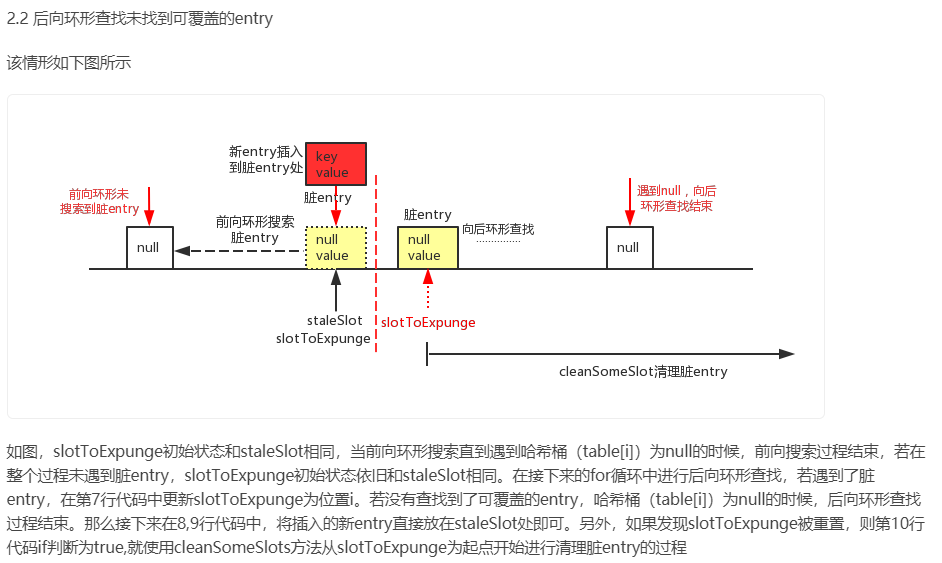 2.2 后向环形查找未找到可覆盖的entry
该情形如下图所示
新entry插入
到脏entry处
key
value
前向环形未
搜索到脏entry
脏entry
前向环形搜索
脏entry
脏entry
向后环形查找
遇到null，向后
环形查找结束
null
null
value
null
value
null
staleSlot
slotToExpunge
slotToExpunge
cleanSomeSlot清理脏entry
如图，slotToExpunge初始状态和staleSlot相同，当前向环形搜索直到遇到哈希桶（table[i]）为null的时候，前向搜索过程结束，若在
整个过程未遇到脏entry，slotToExpunge初始状态依旧和staleSlot相同。在接下来的for循环中进行后向环形查找，若遇到了脏
entry，在第7行代码中更新slotToExpunge为位置i。若没有查找到了可覆盖的entry，哈希桶（table[i]）为null的时候，后向环形查找
过程结束。那么接下来在8,9行代码中，将插入的新entry直接放在staleSlot处即可。另外，如果发现slotToExpunge被重置，则第10行
代码if判断为true,就使用cleanSomeSlots方法从slotToExpunge为起点开始进行清理脏entry的过程